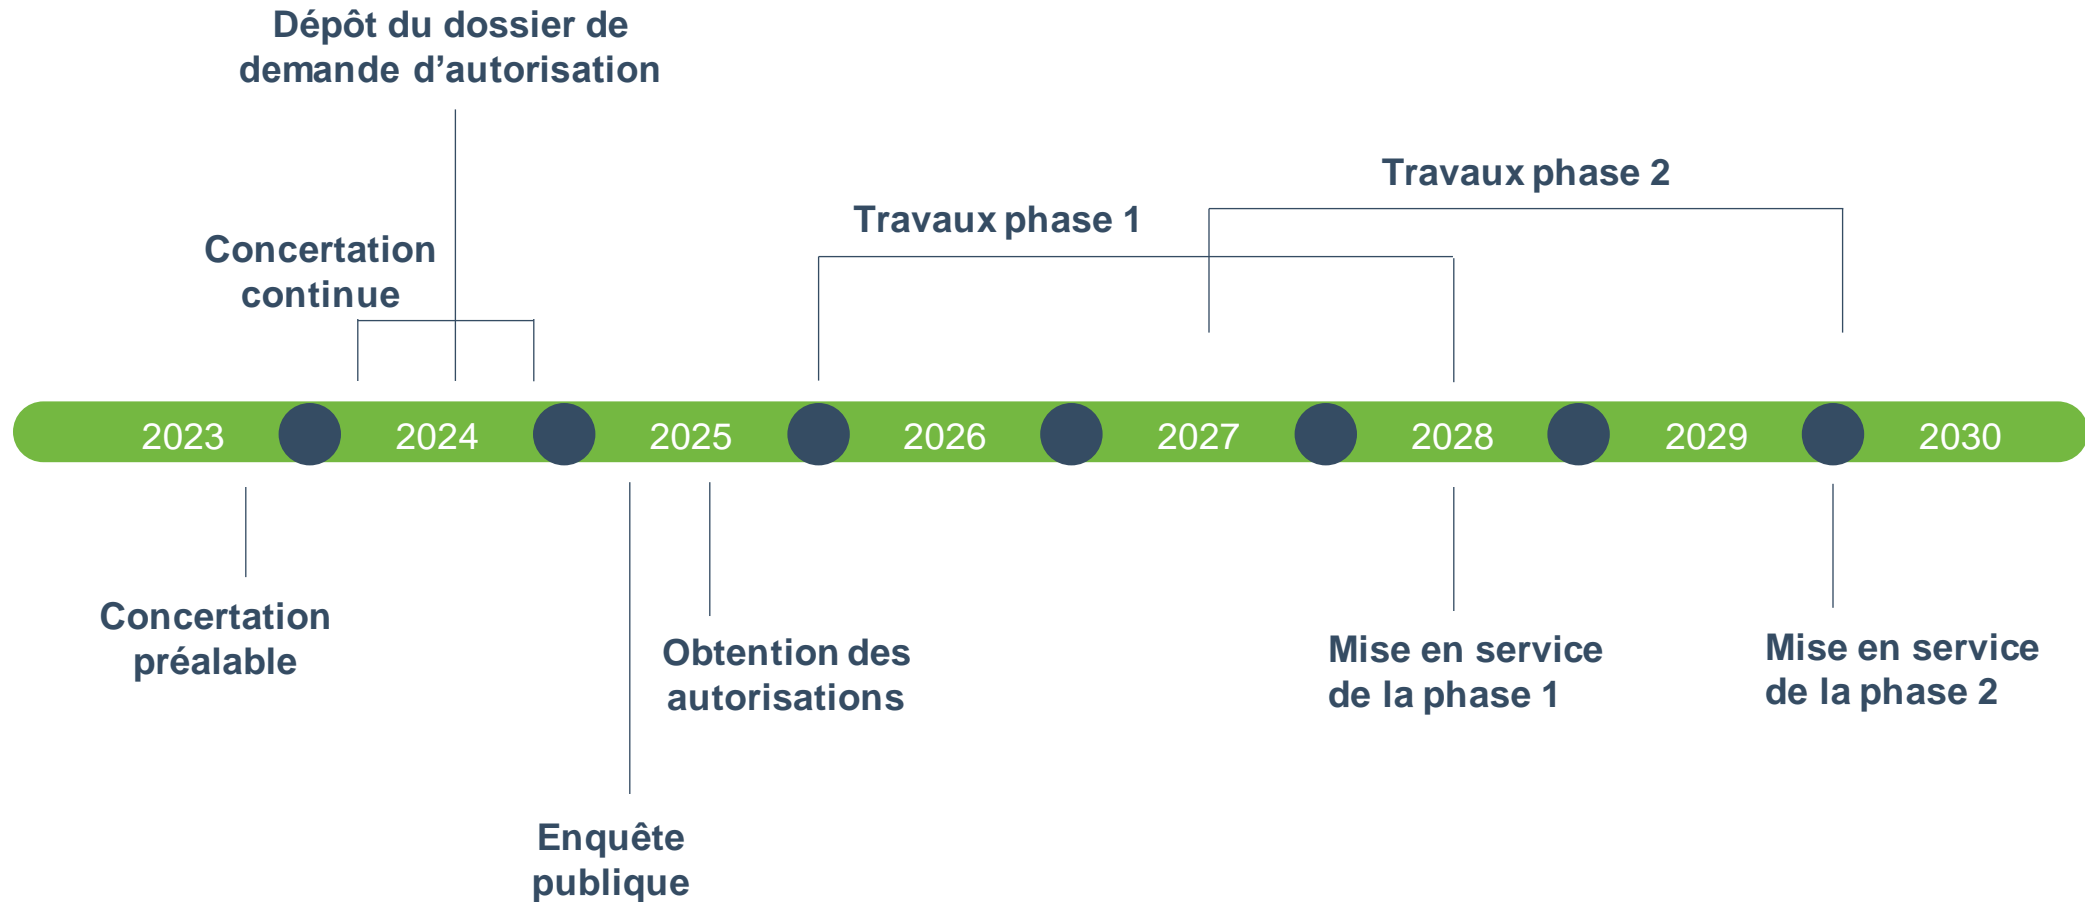 Dépôt du dossier de
demande d’autorisation
Travaux phase 2
Travaux phase 1
Concertation
continue
2023
2024
2025
2026
2027
2028
2029
2030
Concertation
préalable
Obtention des
autorisations
Mise en service
de la phase 1
Mise en service
de la phase 2
Enquête
publique